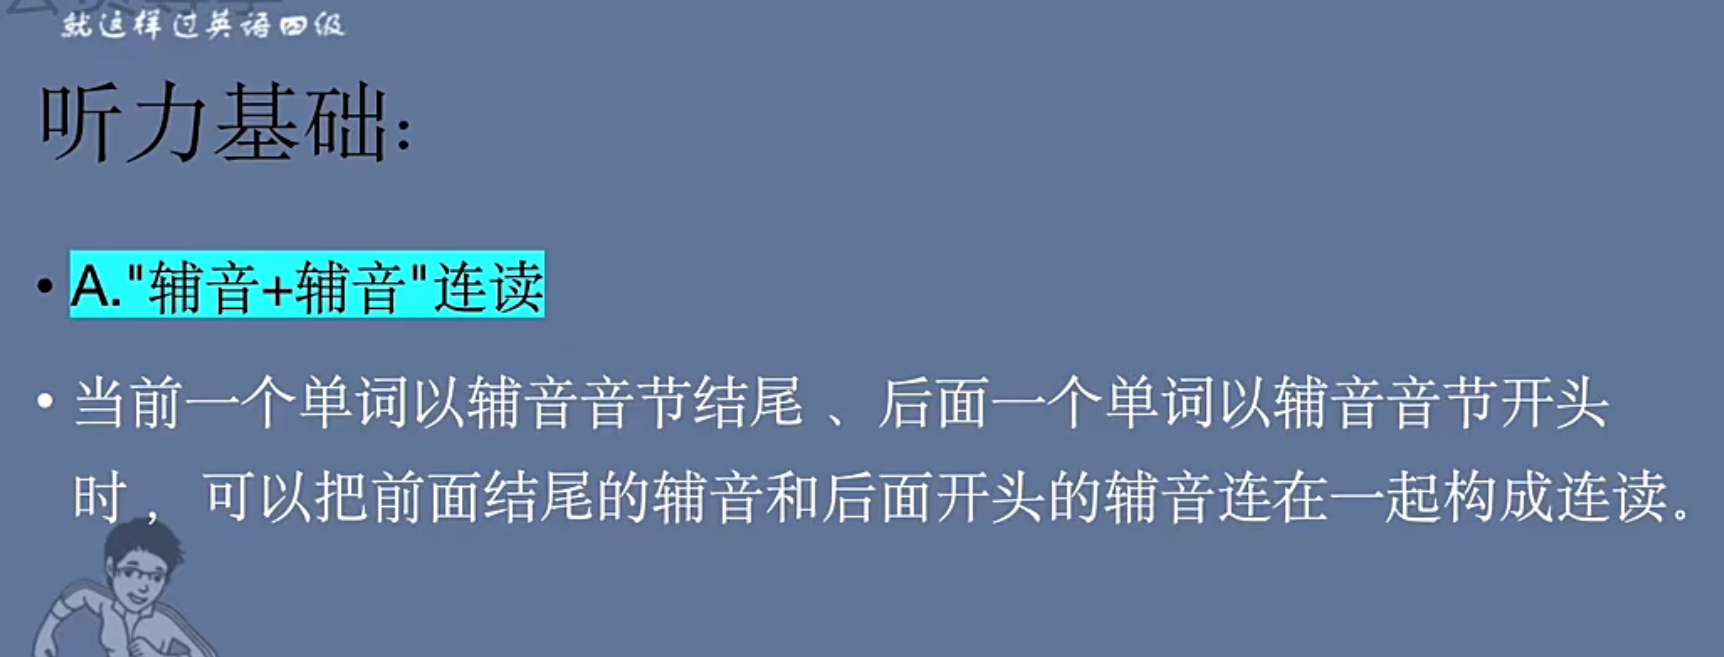 就这样过英语四级
听力基础:
• A."辅音+辅音"连读
• 当前一个单词以辅音音节结尾 、后面一个单词以辅音音节开头
时， 可以把前面结尾的辅音和后面开头的辅音连在一起构成连读。